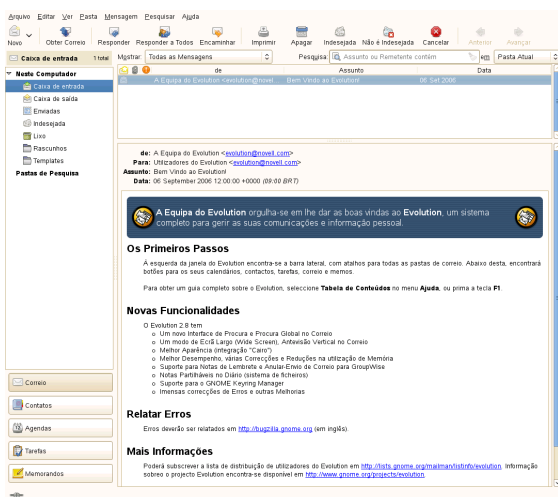 Arquivo Editar Ver Pasta Mensagem Pesquisar Ajuda
Novo Obter Correio Responder Responder a Todos Encaminhar Imprimir Apagar Indesejada Não é Indesejada Cancelar Anterior Avançar
Caixa de entrada 1 total Mostrar: Todas as Mensagens Pesquisa: Assunto ou Remetente contém em Pasta Atual
Neste Computador
Caixa de entrada
Caixa de saída
Enviadas
Indesejada
Lixo
Rascunhos
Templates
Pastas de Pesquisa
de Assunto Data
A Equipa do Evolution <evolution@novel... Bem Vindo ao Evolution! 06 Set 2006
de: A Equipa do Evolution <evolution@novell.com>
Para: Utilizadores do Evolution <evolution@novell.com>
Assunto: Bem Vindo ao Evolution!
Data: 06 September 2006 12:00:00 +0000 (09:00 BRT)
A Equipa do Evolution orgulha-se em lhe dar as boas vindas ao Evolution, um sistema
completo para gerir as suas comunicações e informação pessoal.
Os Primeiros Passos
À esquerda da janela do Evolution encontra-se a barra lateral, com atalhos para todas as pastas de correio. Abaixo desta, encontrará
botões para os seus calendários, contactos, tarefas, correio e memos.
Para obter um guia completo sobre o Evolution, seleccione Tabela de Conteúdos no menu Ajuda, ou prima a tecla F1.
Novas Funcionalidades
O Evolution 2.8 tem
Um novo Interface de Procura e Procura Global no Correio
Um modo de Ecrã Largo (Wide Screen), Antevisão Vertical no Correio
Melhor Aparência (integração "Cairo")
Melhor Desempenho, várias Correcções e Reduções na utilização de Memória
Suporte para Notas de Lembrete e Anular-Envio de Correio para GroupWise
Notas Partilháveis no Diário (sistema de ficheiros)
Suporte para o GNOME Keyring Manager
Imensas correcções de Erros e outras Melhorias
Relatar Erros
Erros deverão ser relatados em http://bugzilla.gnome.org (em inglês).
Mais Informações
Poderá subscrever a lista de distribuição de utilizadores do Evolution em http://lists.gnome.org/mailman/listinfo/evolution. Informação
sobre o projecto Evolution encontra-se disponível em http://www.gnome.org/projects/evolution.
Correio
Contatos
Agendas
Tarefas
Memorandos